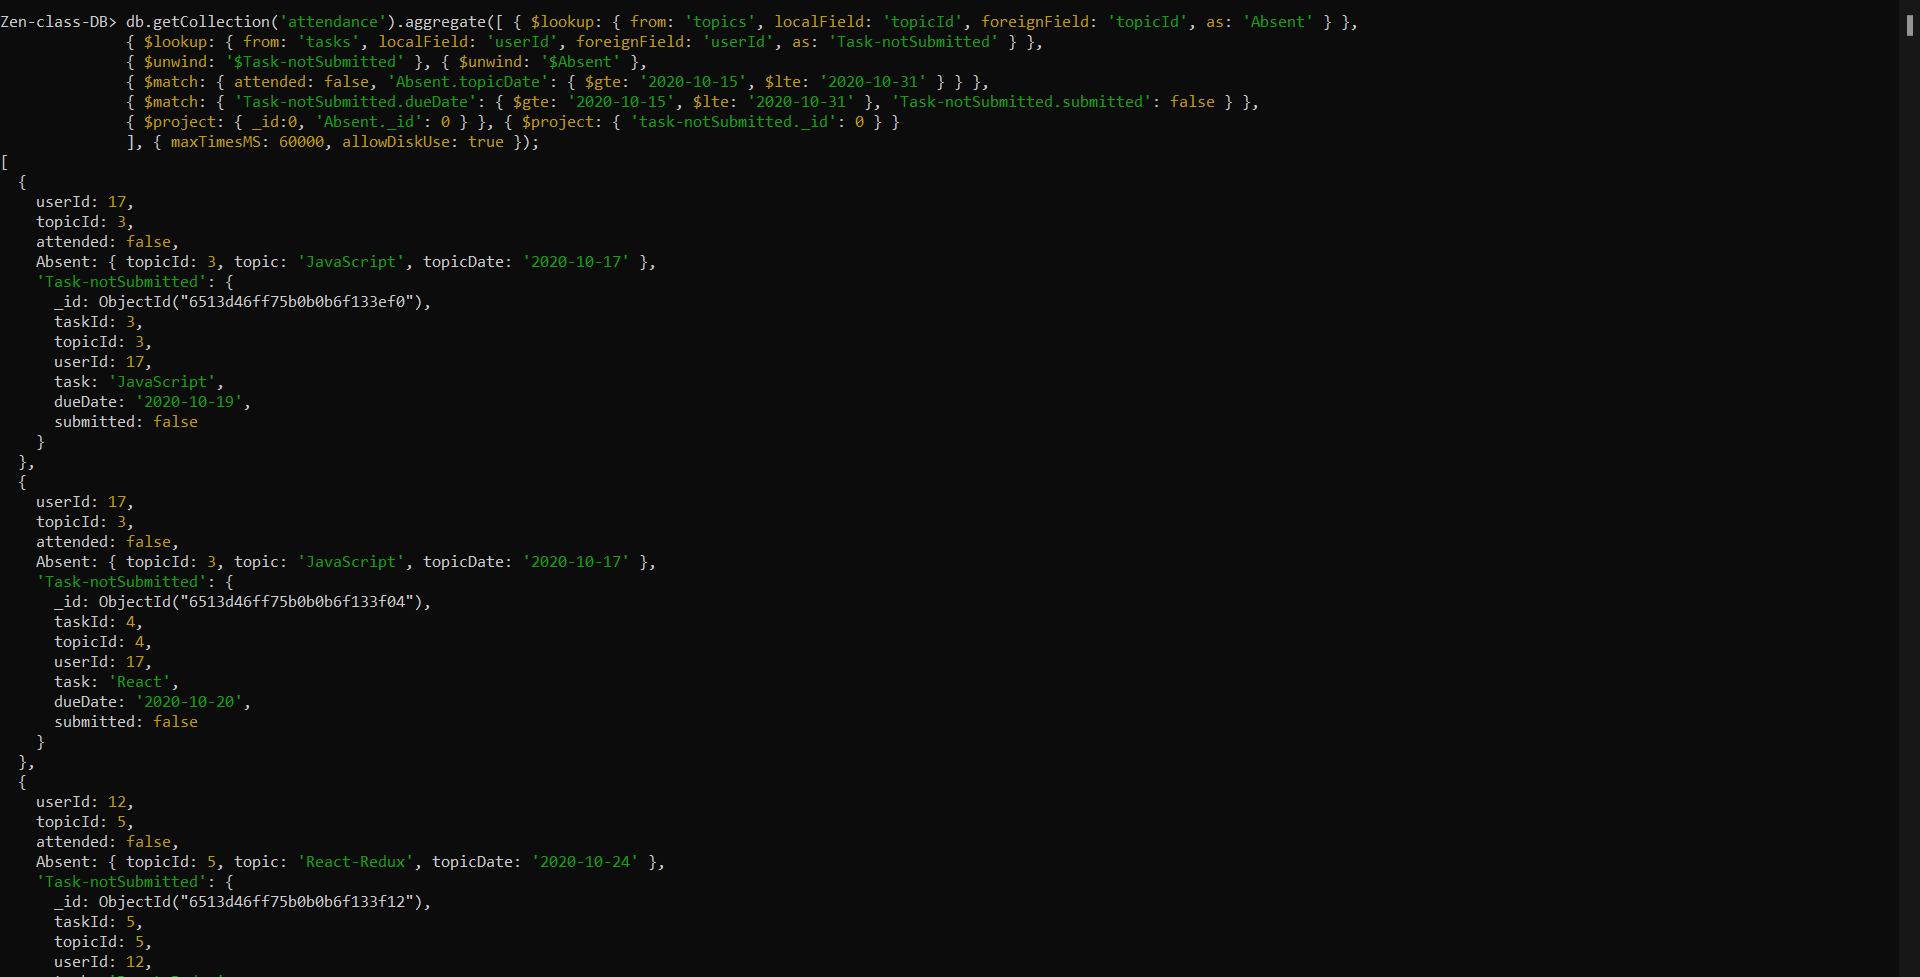 Zen-class-DB> db.getCollection('attendance').aggregate([ { $lookup: { from: 'topics', localField: 'topicId', foreignField: 'topicId', as: 'Absent' } },
{ $lookup: { from: 'tasks', localField: 'userId', foreignField: 'userId', as: 'Task-notSubmitted' } },
{ $unwind: '$Task-notSubmitted' }, { $unwind: '$Absent' },
{ $match: { attended: false, 'Absent.topicDate': { $gte: '2020-10-15', $lte: '2020-10-31' } } },
{ $match: { 'Task-notSubmitted.dueDate': { $gte: '2020-10-15', $lte: '2020-10-31' }, 'Task-notSubmitted.submitted': false } },
{ $project: { _id:0, 'Absent._id': 0 } }, { $project: { 'task-notSubmitted._id': 0 } }
], { maxTimesMS: 60000, allowDiskUse: true });
[
{
userId: 17,
topicId: 3,
attended: false,
Absent: { topicId: 3, topic: 'JavaScript', topicDate: '2020-10-17' },
'Task-notSubmitted': {
_id: ObjectId("6513d46ff75b0b0b6f133ef0"),
taskId: 3,
topicId: 3,
userId: 17,
task: 'JavaScript',
dueDate: '2020-10-19',
submitted: false
}
},
{
userId: 17,
topicId: 3,
attended: false,
Absent: { topicId: 3, topic: 'JavaScript', topicDate: '2020-10-17' },
'Task-notSubmitted': {
_id: ObjectId("6513d46ff75b0b0b6f133f04"),
taskId: 4,
topicId: 4,
userId: 17,
task: 'React',
dueDate: '2020-10-20',
submitted: false
}
},
{
userId: 12,
topicId: 5,
attended: false,
Absent: { topicId: 5, topic: 'React-Redux', topicDate: '2020-10-24' },
'Task-notSubmitted': {
_id: ObjectId("6513d46ff75b0b0b6f133f12"),
taskId: 5,
topicId: 5,
userId: 12,